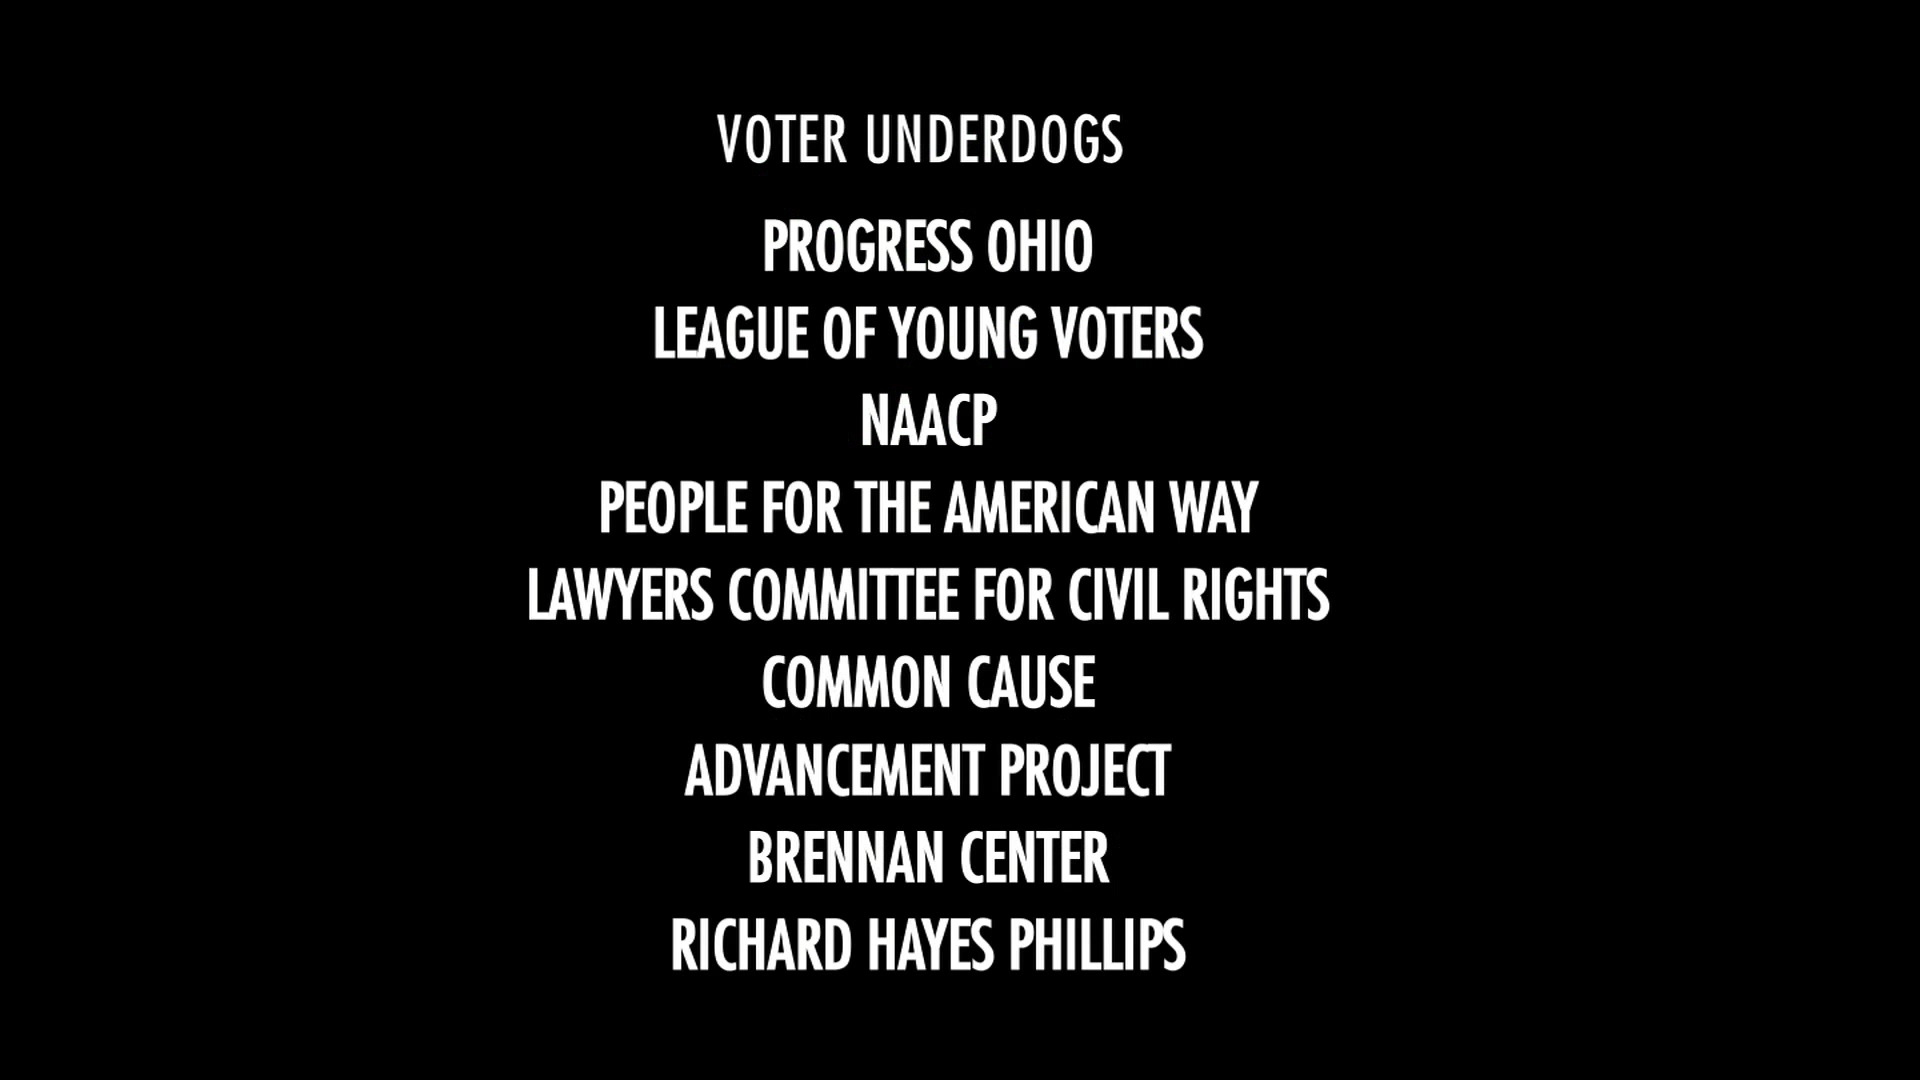 VOTER UNDERDOGS
PROGRESS OHIO
LEAGUE OF YOUNG VOTERS
NAACP
PEOPLE FOR THE AMERICAN WAY
LAWYERS COMMITTEE FOR CIVIL RIGHTS
COMMON CAUSE
ADVANCEMENT PROJECT
BRENNAN CENTER
RICHARD HAYES PHILLIPS